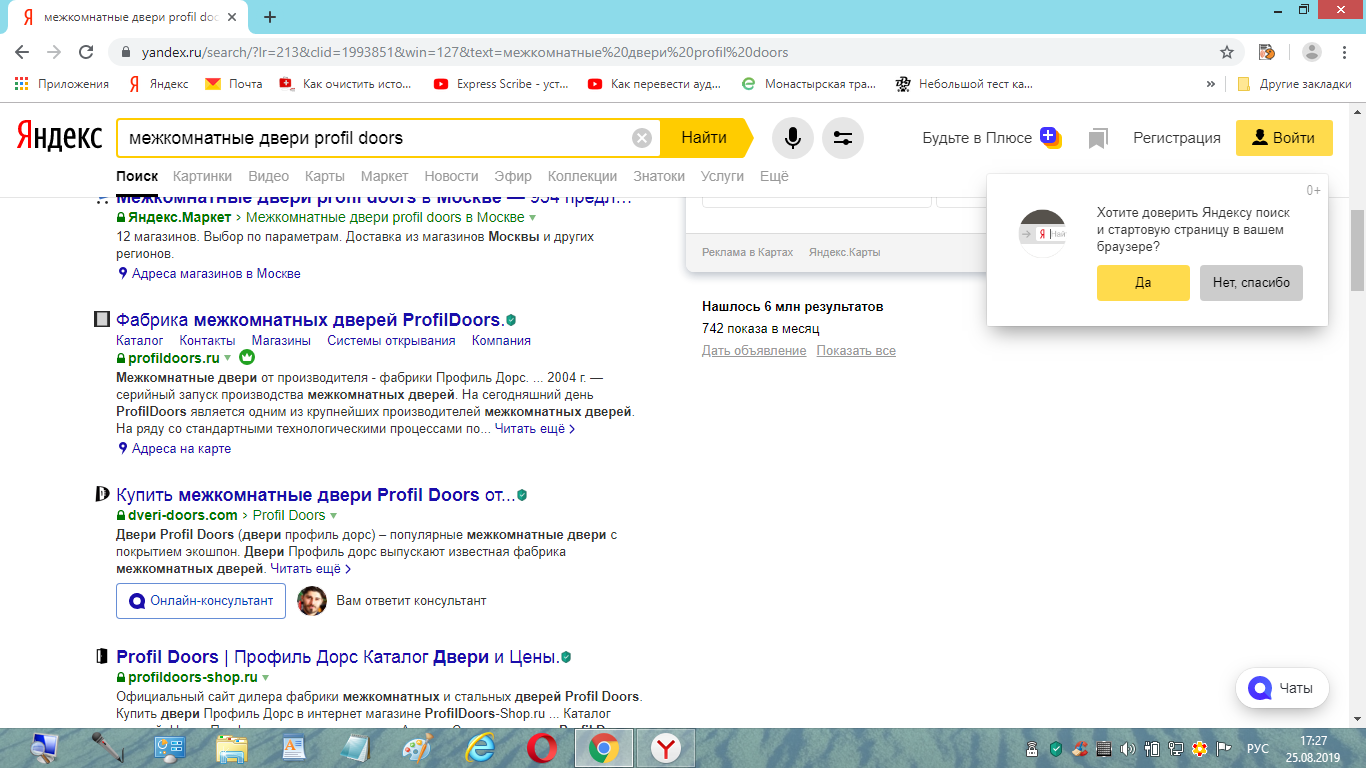 межкомнатные двери profil doc
yandex.ru/search/?lr=213&clid=1993851&win=127&text=межкомнатные%20двери%20profil%20doors
Приложения Яндекс Почта Как очистить исто... Express Scribe - уст... Как перевести ауд... Монастырская тра... Небольшой тест ка... » Другие закладки
Яндекс межкомнатные двери profil doors Найти Будьте в Плюсе Регистрация Войти
Поиск Картинки Видео Карты Маркет Новости Эфир Коллекции Знатоки Услуги Ещё
Межкомнатные двери profil doors в Москве — 954 предл...
Яндекс.Маркет › Межкомнатные двери profil doors в Москве
12 магазинов. Выбор по параметрам. Доставка из магазинов Москвы и других
регионов.
Адреса магазинов в Москве
Фабрика межкомнатных дверей ProfilDoors.
Каталог Контакты Магазины Системы открывания Компания
profildoors.ru
Межкомнатные двери от производителя - фабрики Профиль Дорс. ... 2004 г. —
серийный запуск производства межкомнатных дверей. На сегодняшний день
ProfilDoors является одним из крупнейших производителей межкомнатных дверей.
На ряду со стандартными технологическими процессами по... Читать ещё >
Адреса на карте
Купить межкомнатные двери Profil Doors от...
dveri-doors.com › Profil Doors
Двери Profil Doors (двери профиль дорс) – популярные межкомнатные двери с
покрытием экошпон. Двери Профиль дорс выпускают известная фабрика
межкомнатных дверей. Читать ещё >
Онлайн-консультант Вам ответит консультант
Profil Doors | Профиль Дорс Каталог Двери и Цены.
profildoors-shop.ru
Официальный сайт дилера фабрики межкомнатных и стальных дверей Profil Doors.
Купить двери Профиль Дорс в интернет магазине ProfilDoors-Shop.ru ... Каталог
Реклама в Картах Яндекс.Карты
Нашлось 6 млн результатов
742 показа в месяц
Дать объявление Показать все
0+
Я Най
Хотите доверить Яндексу поиск
и стартовую страницу в вашем
браузере?
Да Нет, спасибо
Чаты
РУС
17:27
25.08.2019